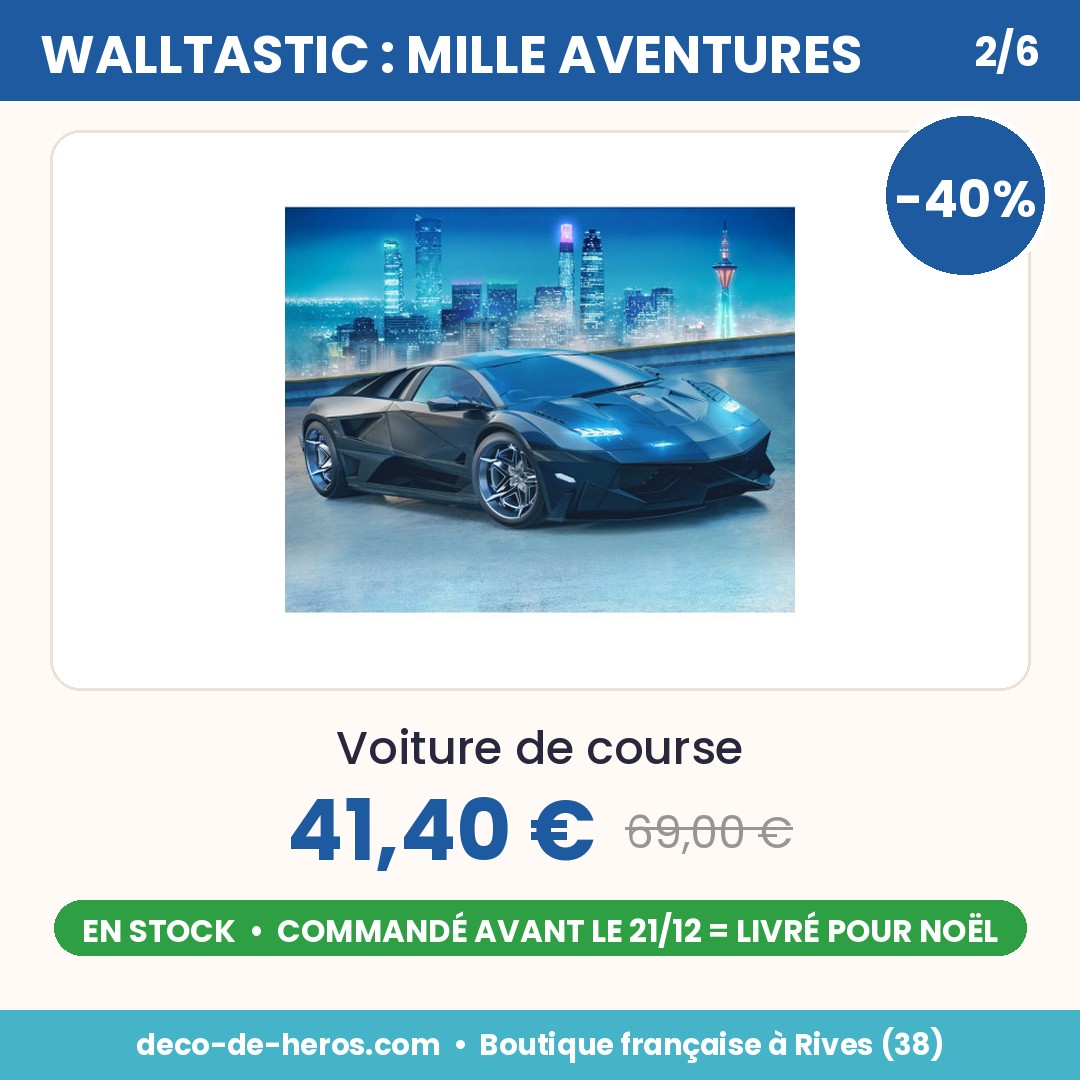 WALLTASTIC : MILLE AVENTURES
2/6
-40%
Voiture de course
41,40 € 69,00 €
EN STOCK • COMMANDÉ AVANT LE 21/12 = LIVRÉ POUR NOËL
deco-de-heros.com • Boutique française à Rives (38)